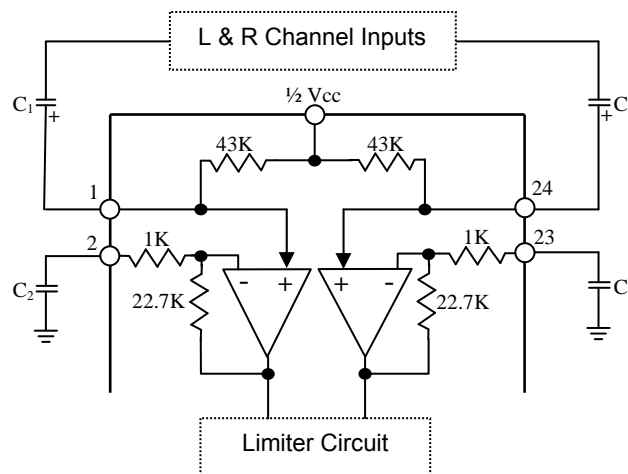 L & R Channel Inputs
½ Vcc
C₁
+
C
+
43K
43K
1
24
2
1K
1K
23
C₂
- +
+ -
C
22.7K
22.7K
Limiter Circuit